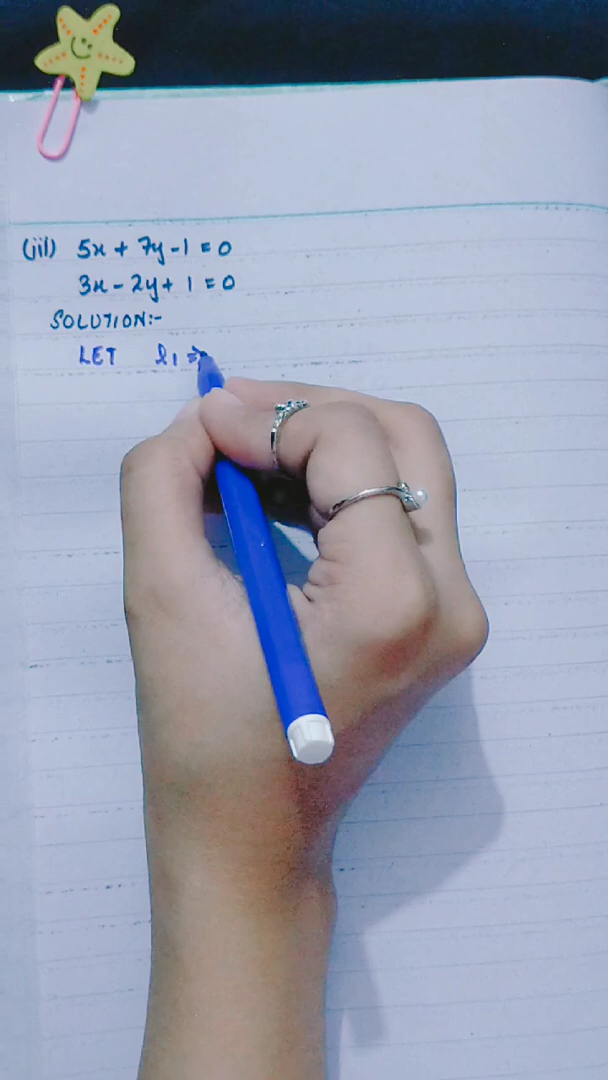 (iii) 5x + 7y - 1 = 0
3x - 2y + 1 = 0
SOLUTION:-
LET l₁ =